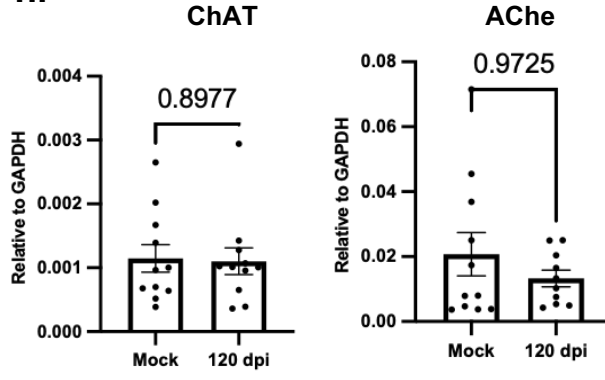 ChAT
0.8977
0.004
0.003
0.002
0.001
0.000
Relative to GAPDH
Mock
120 dpi
AChe
0.9725
0.08
0.06
0.04
0.02
0.00
Relative to GAPDH
Mock
120 dpi